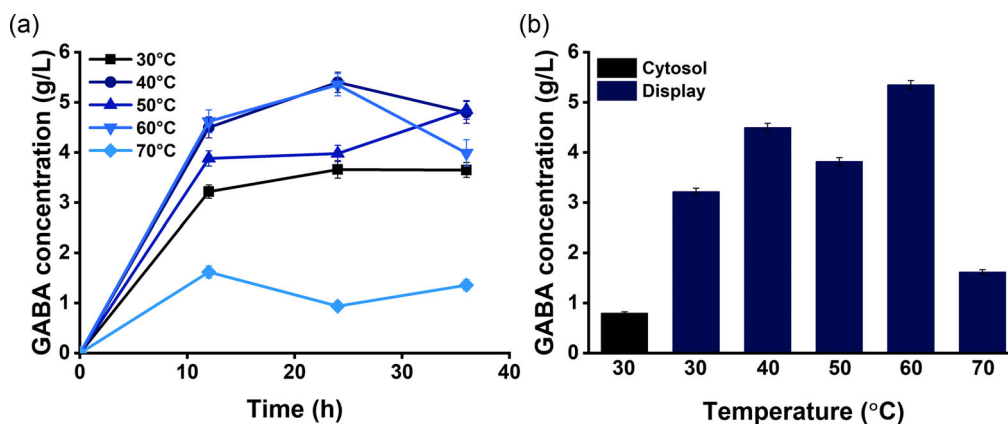 (a)
30°C
40°C
50°C
60°C
70°C
GABA concentration (g/L)
6
5
4
3
2
1
0
0 10 20 30 40
Time (h)
(b)
Cytosol
Display
GABA concentration (g/L)
6
5
4
3
2
1
0
30 30 40 50 60 70
Temperature (°C)